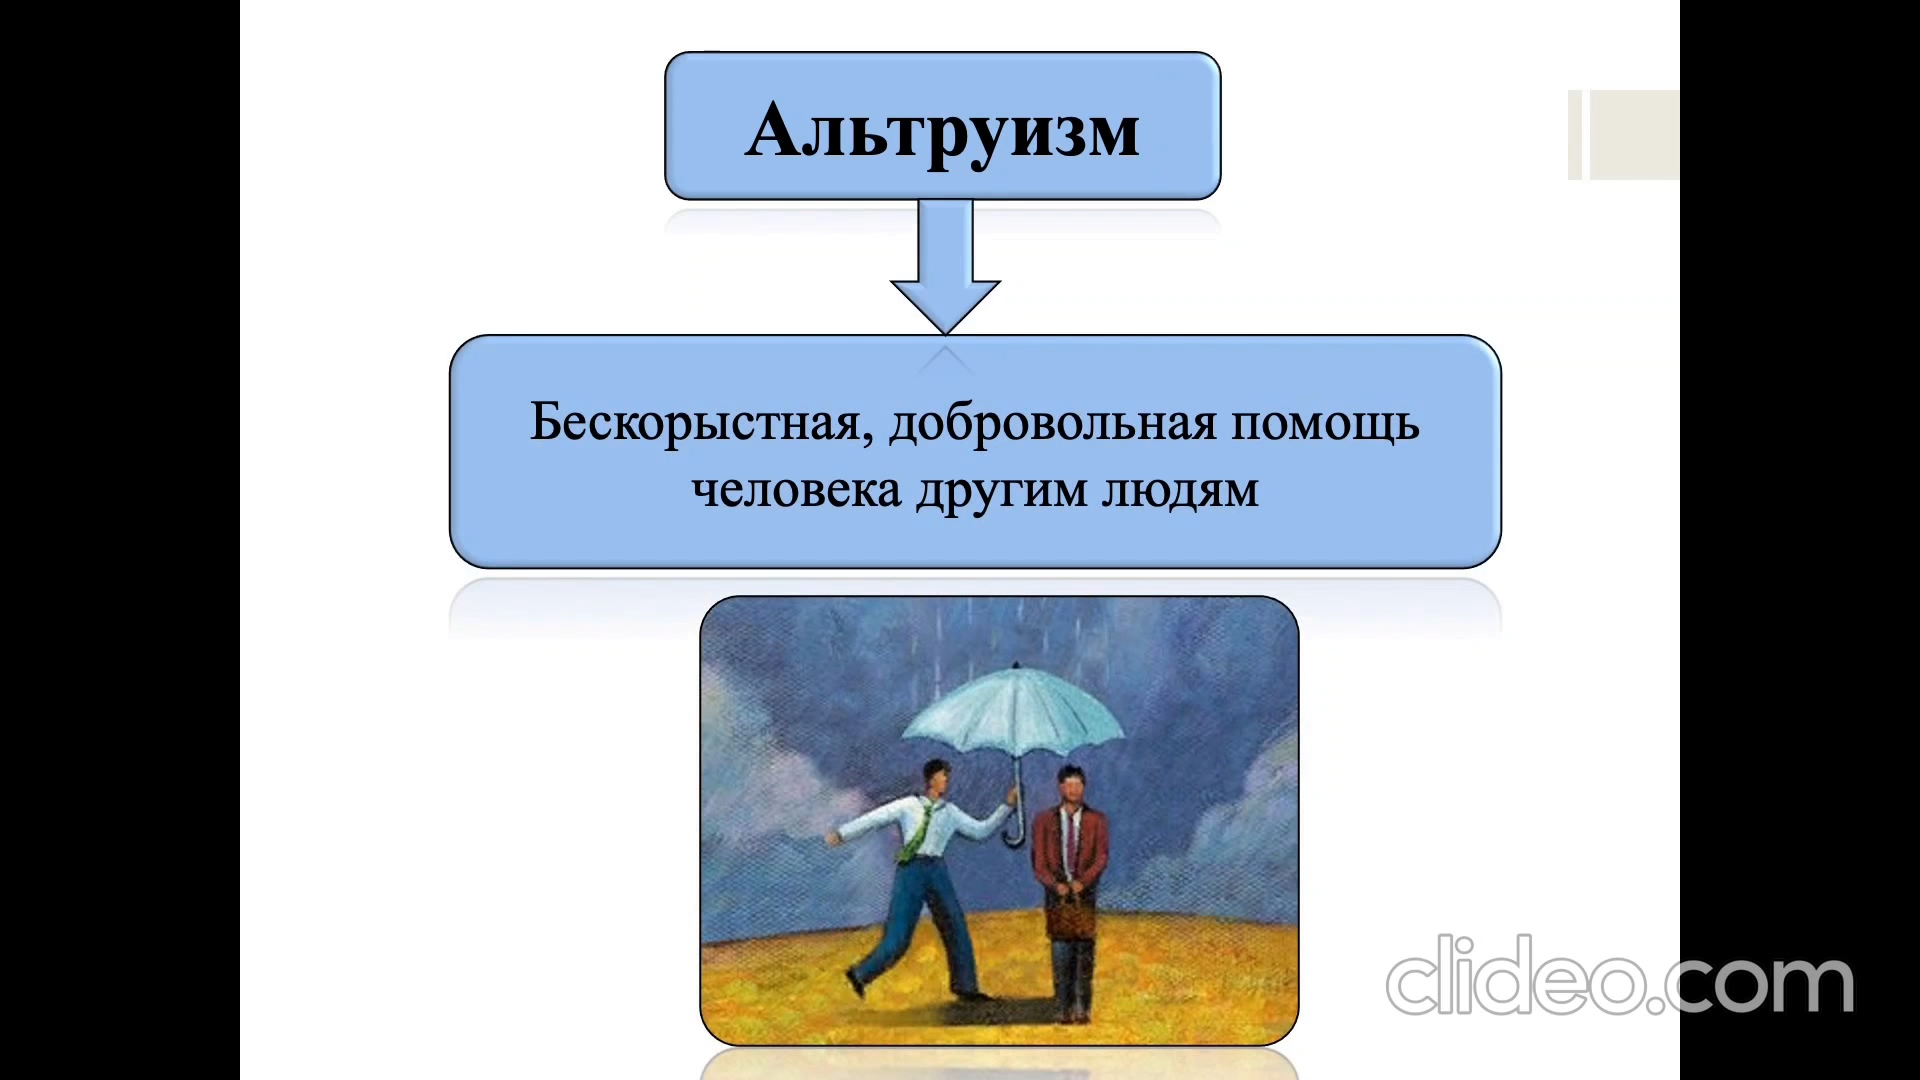 Альтруизм
Бескорыстная, добровольная помощь
человека другим людям
clideo.com